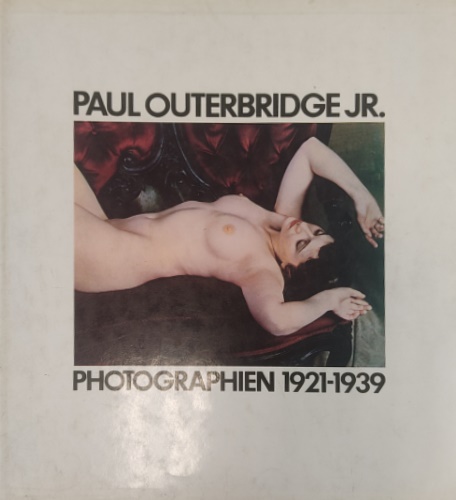 PAUL OUTERBRIDGE JR.
PHOTOGRAPHIEN 1921-1939